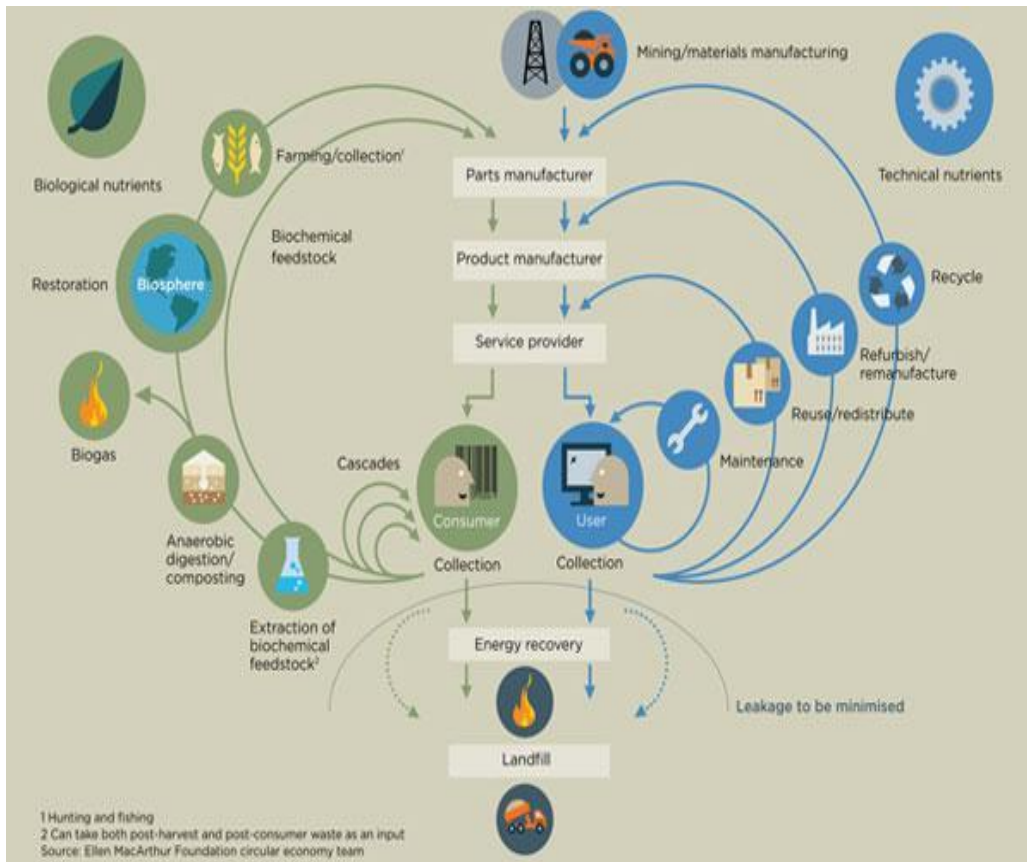 Mining/materials manufacturing
Biological nutrients
Farming/collection¹
Parts manufacturer
Technical nutrients
Biochemical
feedstock
Product manufacturer
Restoration
Biosphere
Recycle
Service provider
Refurbish/
remanufacture
Reuse/redistribute
Biogas
Cascades
Maintenance
Consumer
User
Anaerobic
digestion/
composting
Collection
Collection
Extraction of
biochemical
feedstock²
Energy recovery
Leakage to be minimised
Landfill
1 Hunting and fishing
2 Can take both post-harvest and post-consumer waste as an input
Source: Ellen MacArthur Foundation circular economy team